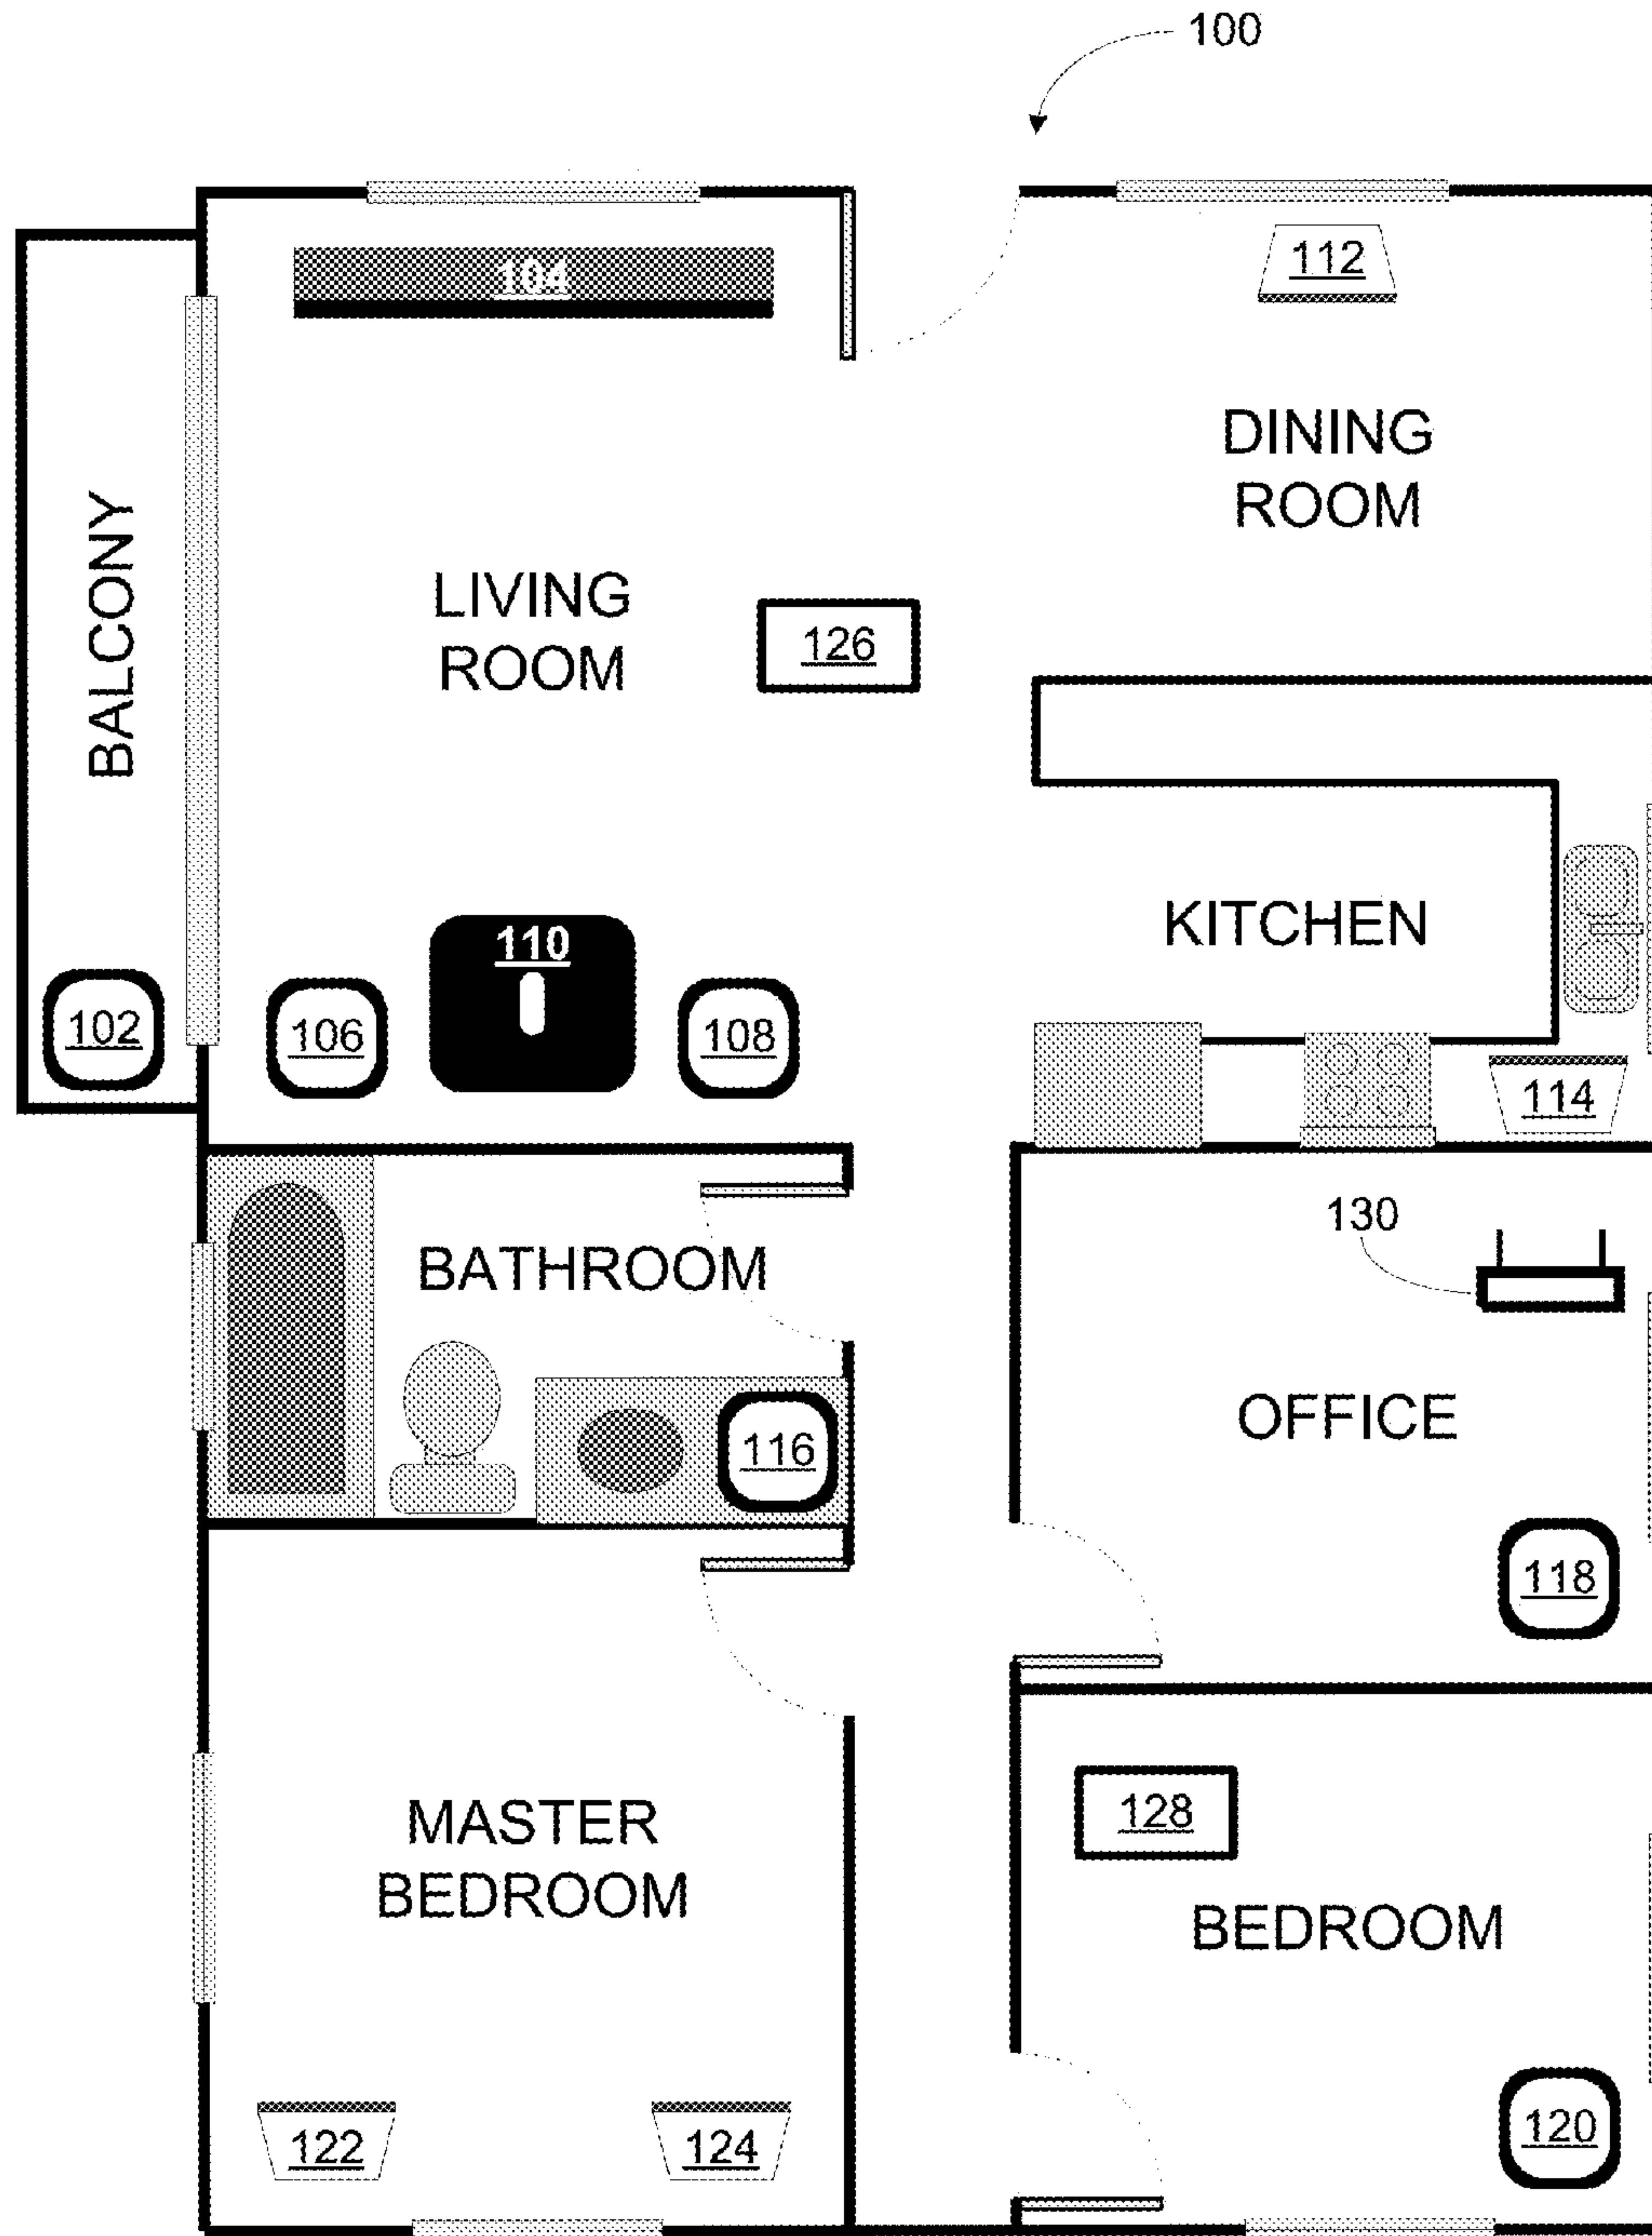 100
104
112
DINING
ROOM
BALCONY
LIVING
ROOM
126
KITCHEN
110
102
106
108
114
130
BATHROOM
OFFICE
116
118
128
MASTER
BEDROOM
BEDROOM
122
124
120